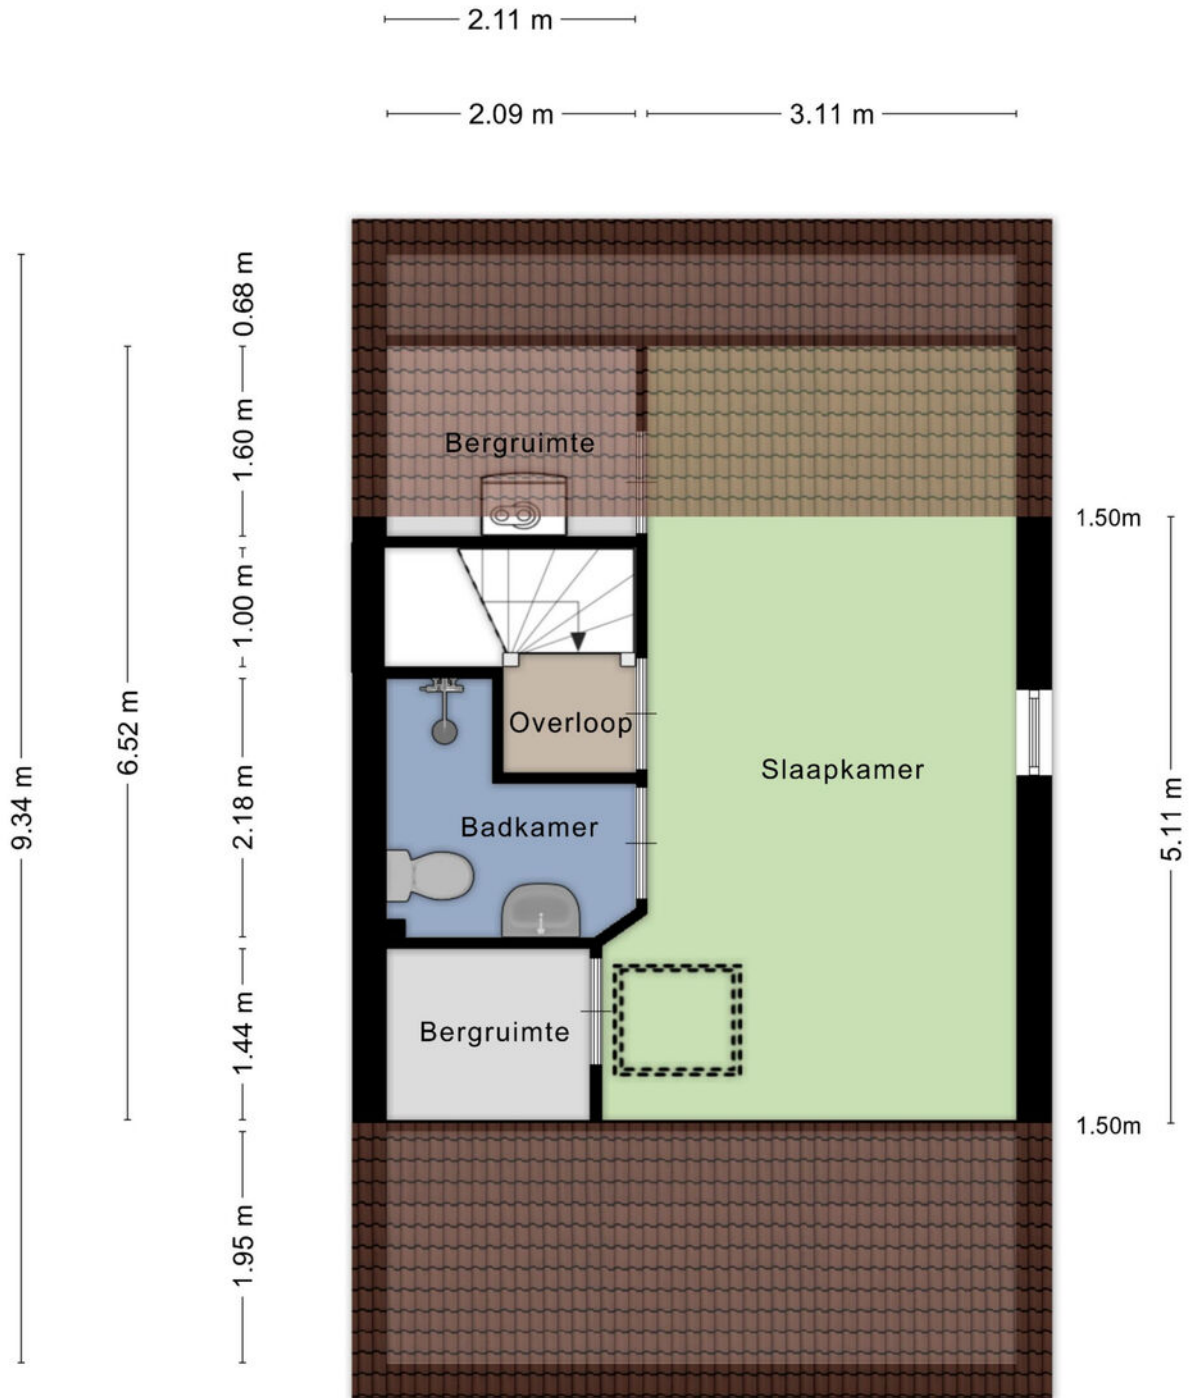 2.11 m
2.09 m
3.11 m
0.68 m
1.60 m
Bergruimte
1.50m
1.00 m
6.52 m
Overloop
Slaapkamer
9.34 m
2.18 m
Badkamer
5.11 m
1.44 m
Bergruimte
1.50m
1.95 m